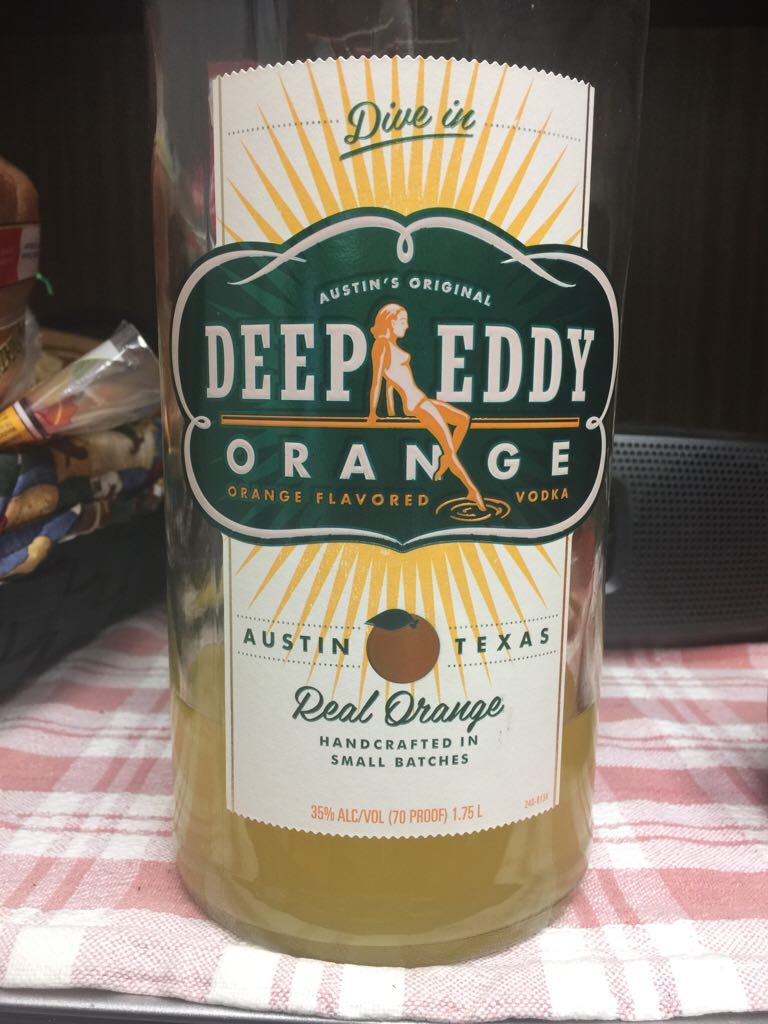 Dive in
AUSTIN'S ORIGINAL
DEEP EDDY
ORANGE
ORANGE FLAVORED VODKA
AUSTIN TEXAS
Real Orange
HANDCRAFTED IN
SMALL BATCHES
35% ALC/VOL (70 PROOF) 1.75 L